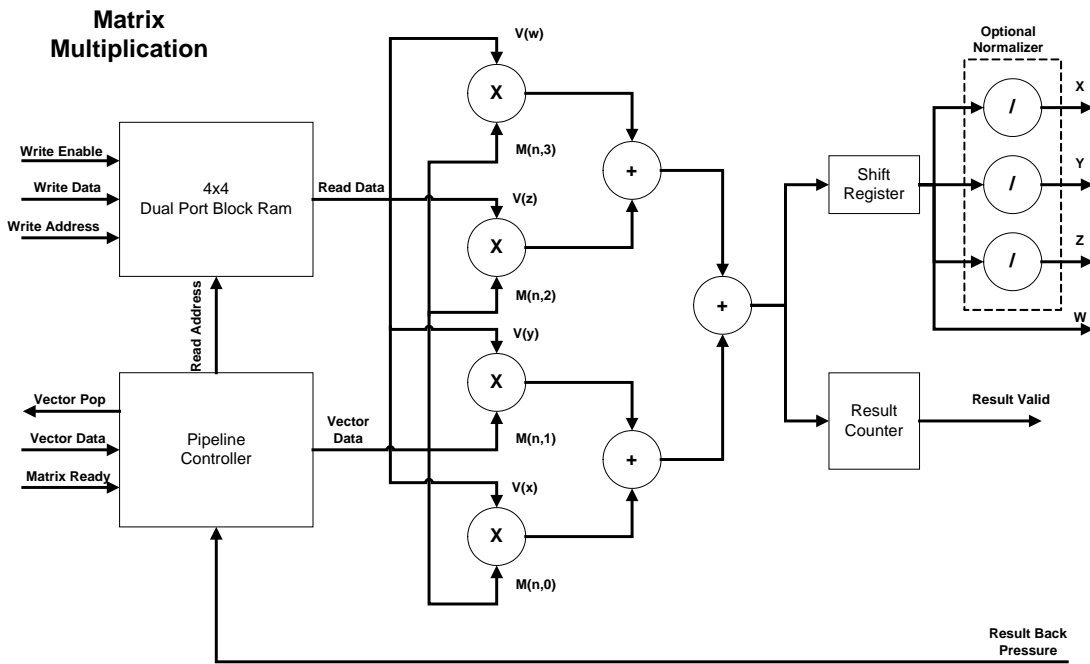 Matrix
Multiplication
Write Enable
Write Data
Write Address
4x4
Dual Port Block Ram
Read Data
Read Address
Vector Pop
Vector Data
Matrix Ready
Pipeline
Controller
Vector
Data
V(w)
X
M(n,3)
V(z)
X
M(n,2)
V(y)
X
M(n,1)
V(x)
X
M(n,0)
+
+
+
Shift
Register
Result
Counter
Result Valid
Optional
Normalizer
/
/
/
X
Y
Z
W
Result Back
Pressure